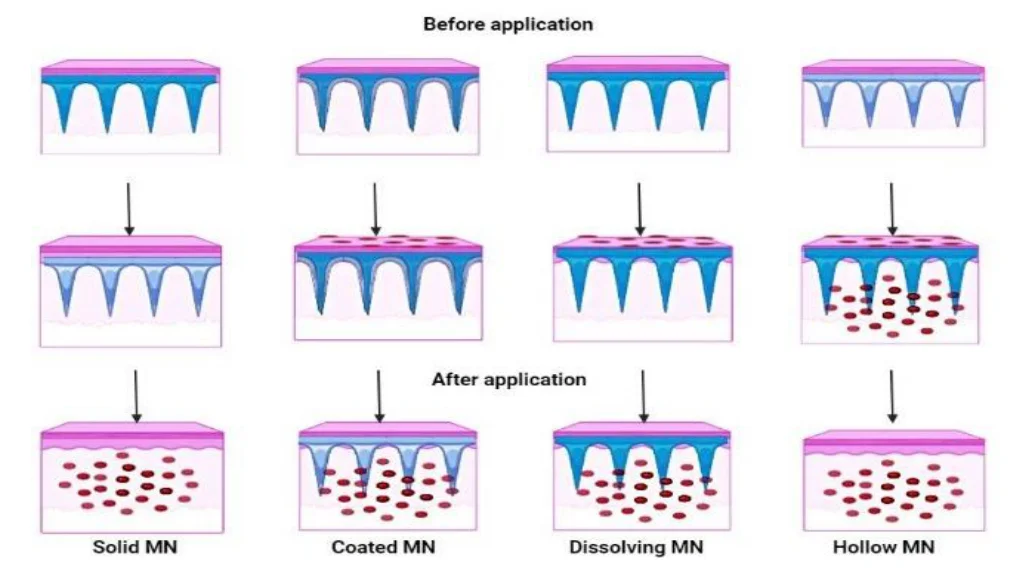 Before application
After application
Solid MN
Coated MN
Dissolving MN
Hollow MN